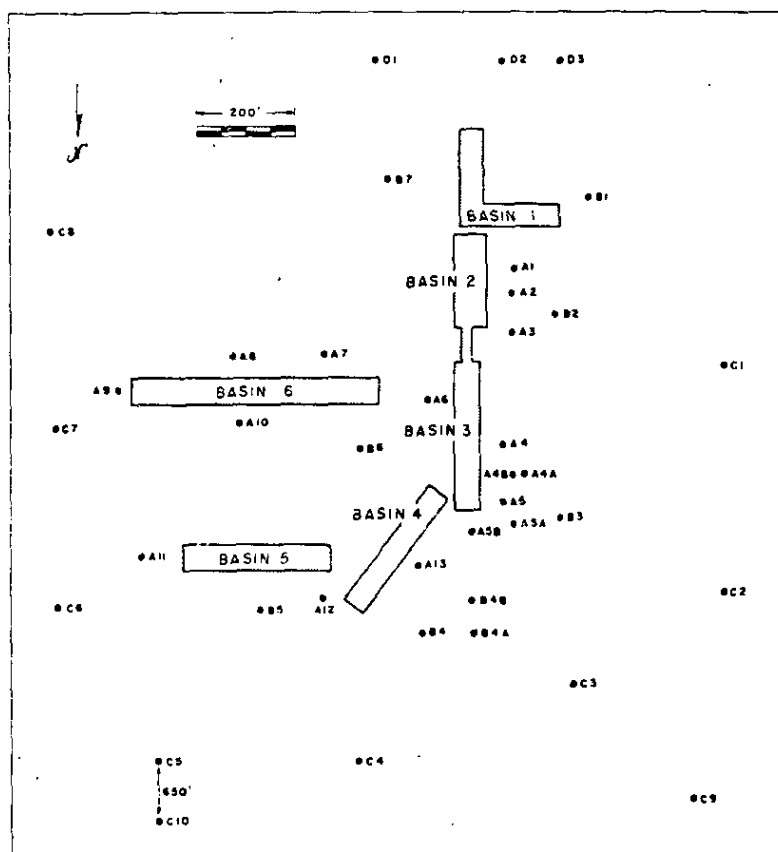 D1 D2 D3
200'
N
B7
B1
BASIN 1
C8
A1
BASIN 2
A2
B2
A3
A8 A7
C1
A9
BASIN 6
A6
A10
C7
BASIN 3
B6
A4
A4B A4A
A5
BASIN 4
B3
A5A
A5B
A11
BASIN 5
A13
C2
A12
B4B
C6
B5
B4
B4A
C3
C5
C4
650'
C9
C10